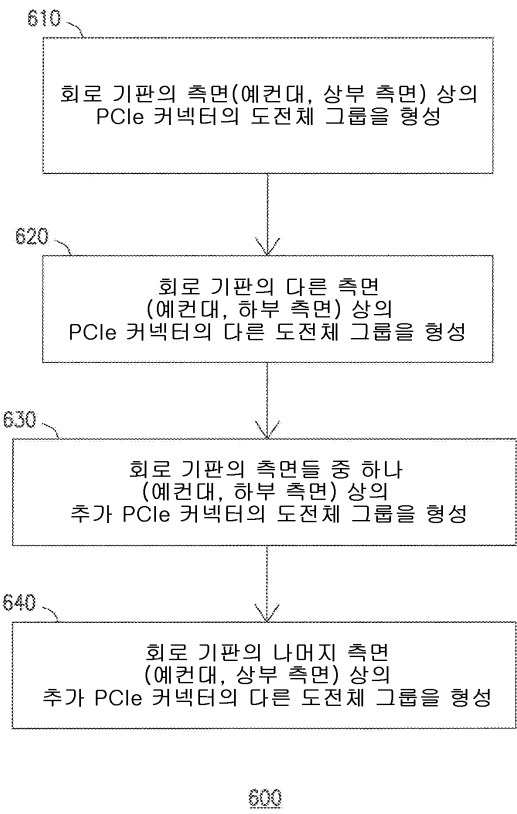 610
회로 기판의 측면(예컨대, 상부 측면) 상의
PCIe 커넥터의 도전체 그룹을 형성
620
회로 기판의 다른 측면
(예컨대, 하부 측면) 상의
PCIe 커넥터의 다른 도전체 그룹을 형성
630
회로 기판의 측면들 중 하나
(예컨대, 하부 측면) 상의
추가 PCIe 커넥터의 도전체 그룹을 형성
640
회로 기판의 나머지 측면
(예컨대, 상부 측면) 상의
추가 PCIe 커넥터의 다른 도전체 그룹을 형성
600